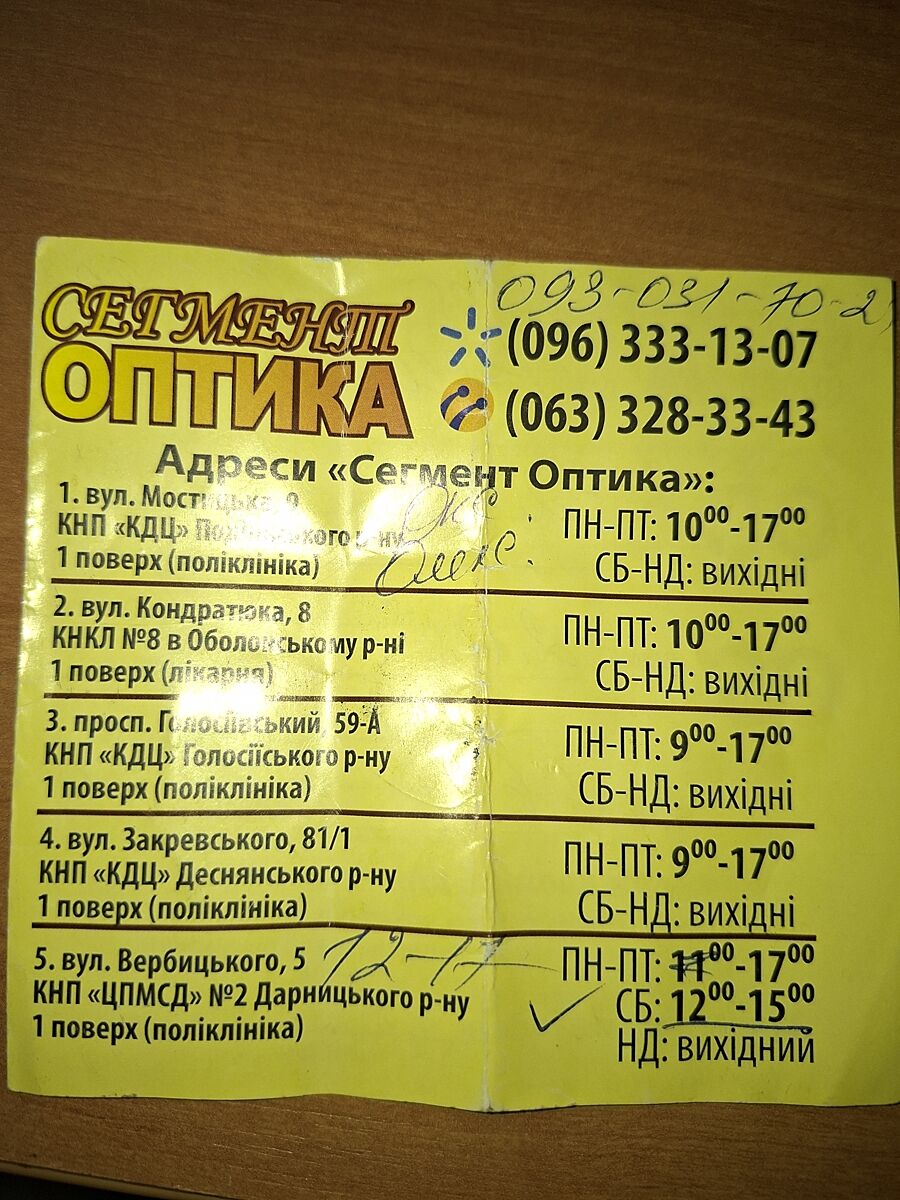 СЕГМЕНТ
ОПТИКА
093-031-70-2
(096) 333-13-07
(063) 328-33-43
Адреси «Сегмент Оптика»:
1. вул. Мостицька, 9
КНП «КДЦ» Подільського р-ну
1 поверх (поліклініка)
Олекс.
ПН-ПТ: 10⁰⁰-17⁰⁰
СБ-НД: вихідні
2. вул. Кондратюка, 8
КНКЛ №8 в Оболонському р-ні
1 поверх (лікарня)
ПН-ПТ: 10⁰⁰-17⁰⁰
СБ-НД: вихідні
3. просп. Голосіївський, 59-А
КНП «КДЦ» Голосіїського р-ну
1 поверх (поліклініка)
ПН-ПТ: 9⁰⁰-17⁰⁰
СБ-НД: вихідні
4. вул. Закревського, 81/1
КНП «КДЦ» Деснянського р-ну
1 поверх (поліклініка)
ПН-ПТ: 9⁰⁰-17⁰⁰
СБ-НД: вихідні
5. вул. Вербицького, 5
КНП «ЦПМСД» №2 Дарницького р-ну
1 поверх (поліклініка)
12-17
ПН-ПТ: 11⁰⁰-17⁰⁰
СБ: 12⁰⁰-15⁰⁰
НД: вихідний